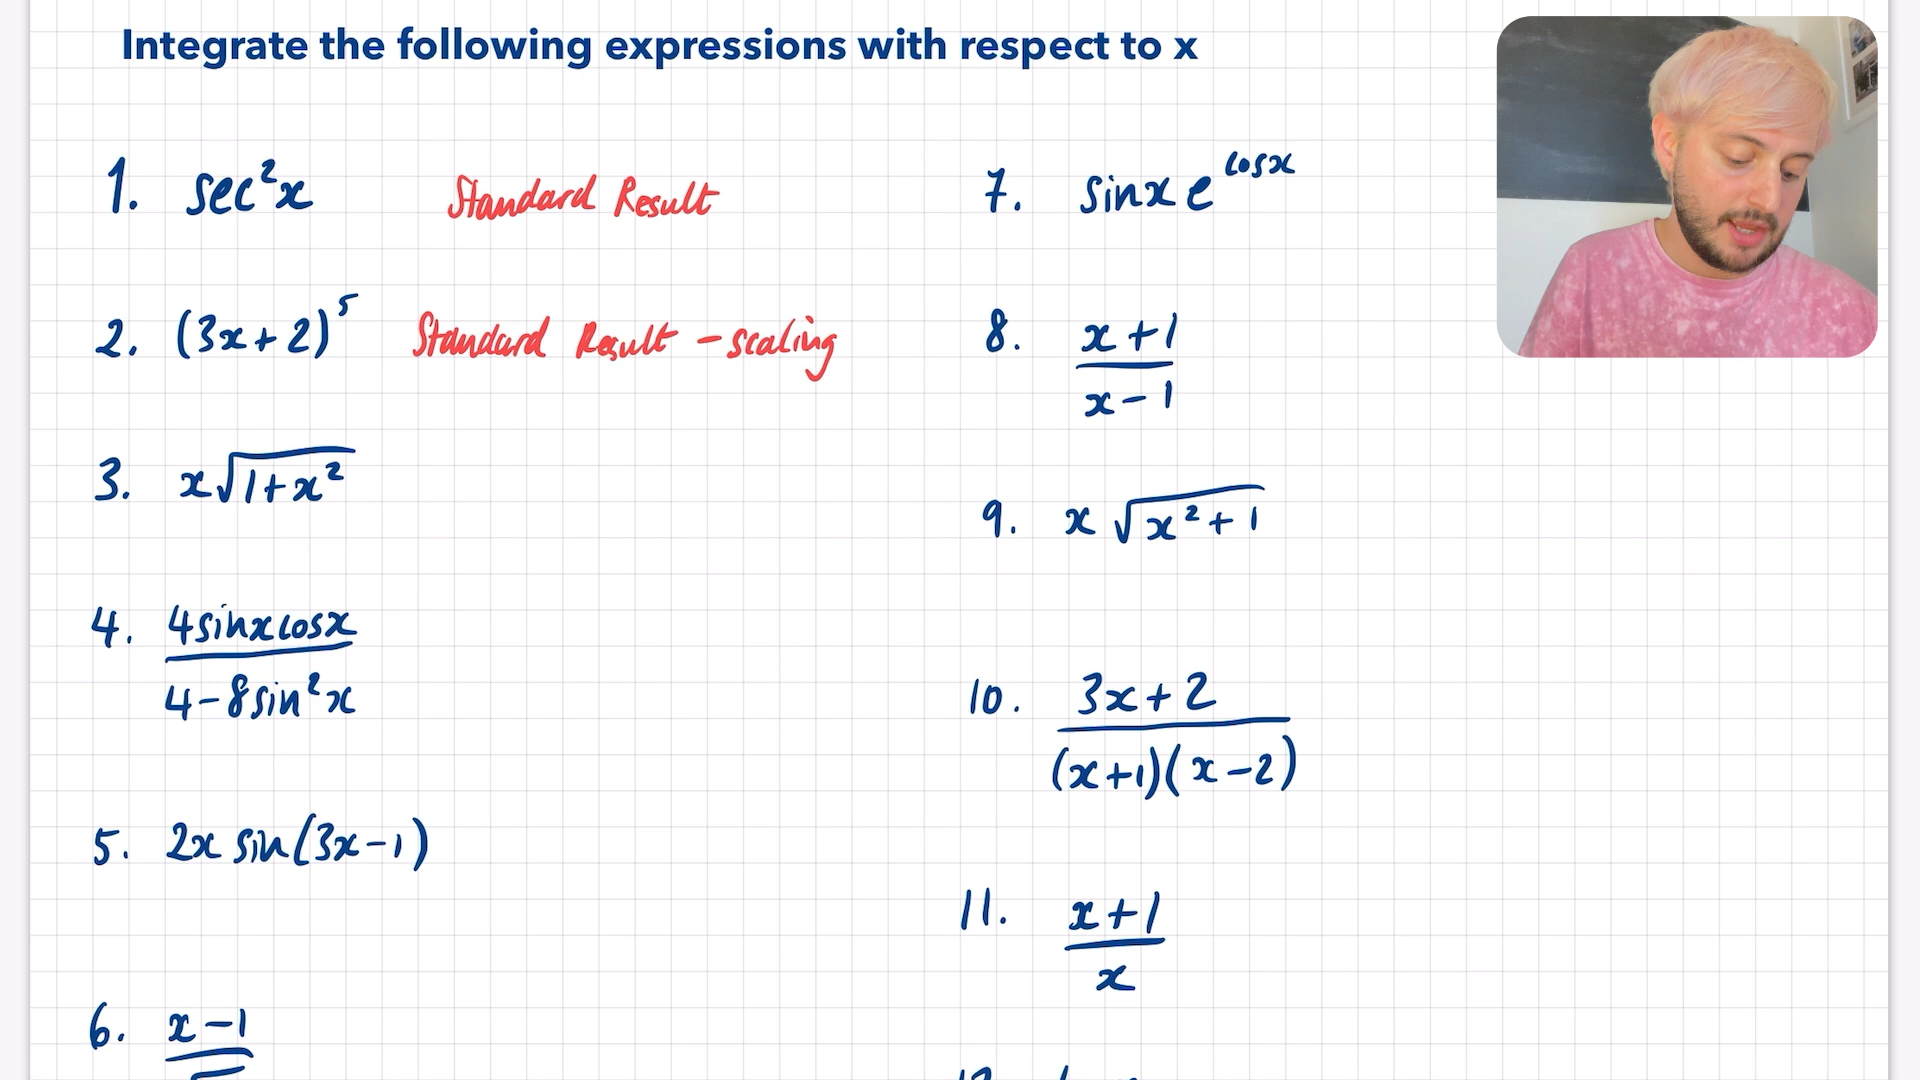 Integrate the following expressions with respect to x
1. sec²x Standard Result
2. (3x+2)⁵ Standard Result - scaling
3. x√(1+x²)
4. 4sinxcosx
4-8sin²x
5. 2x sin(3x-1)
6. x-1
7. sinx e^cosx
8. x+1
x-1
9. x √(x²+1)
10. 3x+2
(x+1)(x-2)
11. x+1
x